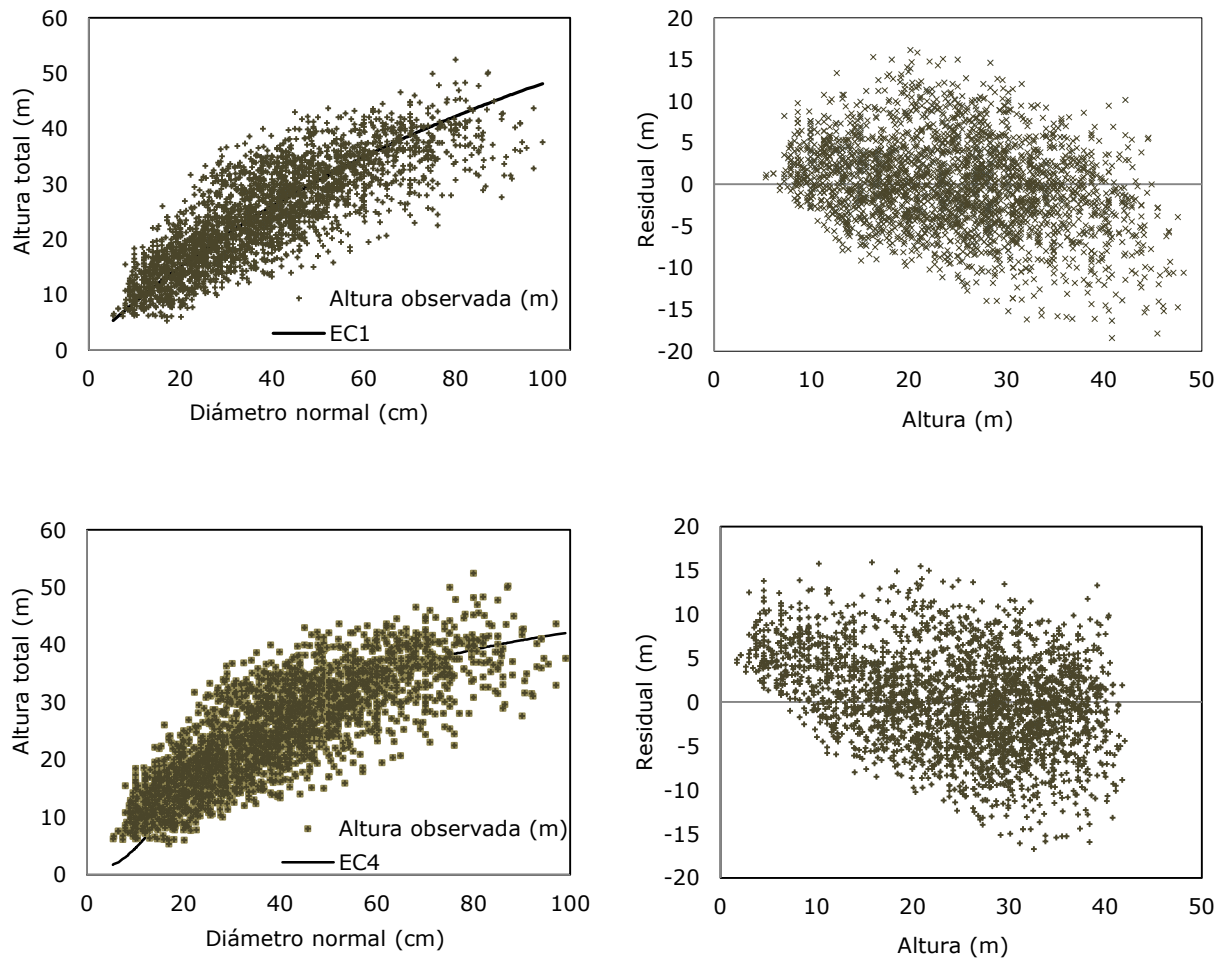 60
50
40
30
20
10
0
Altura total (m)
Altura observada (m)
EC1
0 20 40 60 80 100
Diámetro normal (cm)
20
15
10
5
0
-5
-10
-15
-20
Residual (m)
0 10 20 30 40 50
Altura (m)
60
50
40
30
20
10
0
Altura total (m)
Altura observada (m)
EC4
0 20 40 60 80 100
Diámetro normal (cm)
20
15
10
5
0
-5
-10
-15
-20
Residual (m)
0 10 20 30 40 50
Altura (m)